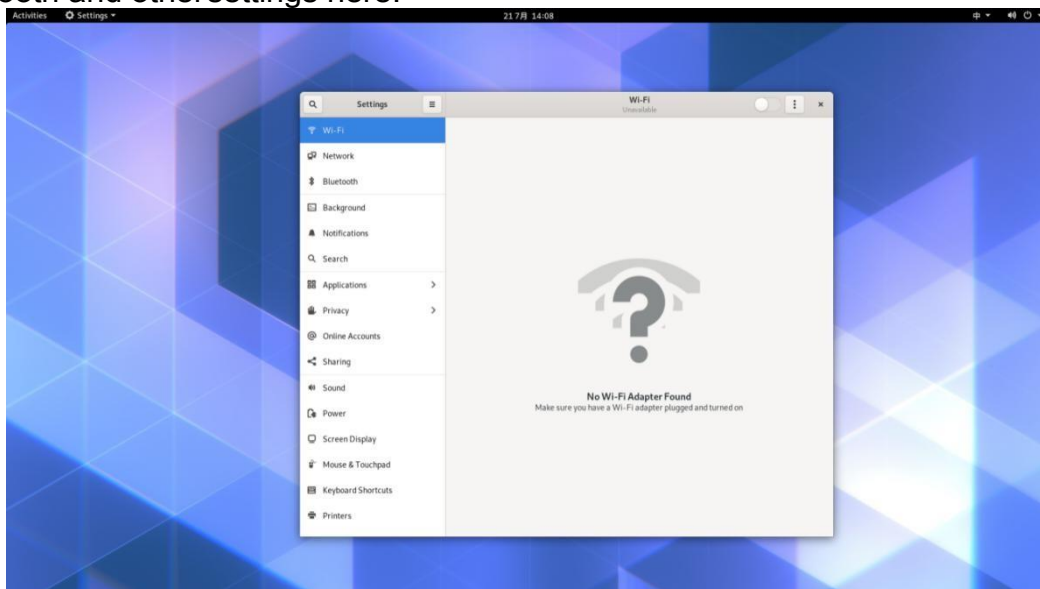 ooth and other settings here.
Activities Settings 21 7月 14:08 中
Settings
Wi-Fi
Unavailable
Wi-Fi
Network
Bluetooth
Background
Notifications
Search
Applications
Privacy
Online Accounts
Sharing
Sound
Power
Screen Display
Mouse & Touchpad
Keyboard Shortcuts
Printers
No Wi-Fi Adapter Found
Make sure you have a Wi-Fi adapter plugged and turned on